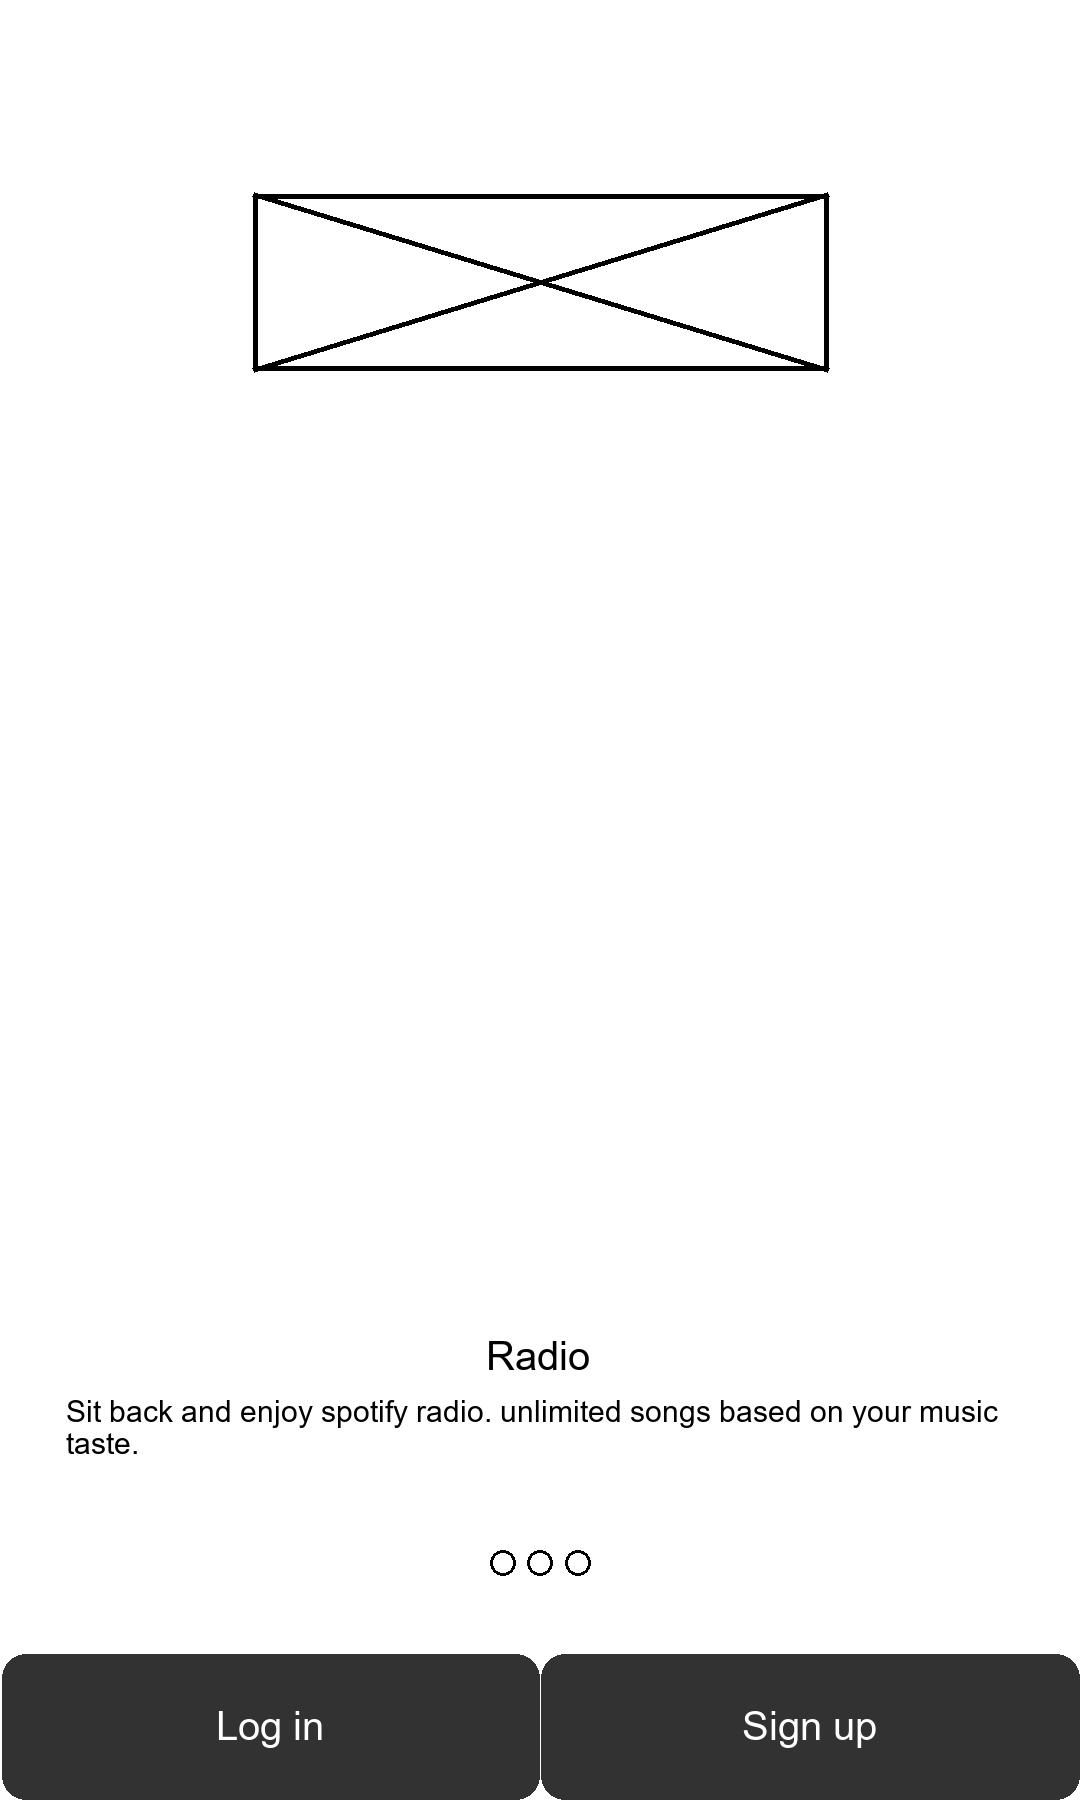 Radio
Sit back and enjoy spotify radio. unlimited songs based on your music
taste.
Log in
Sign up